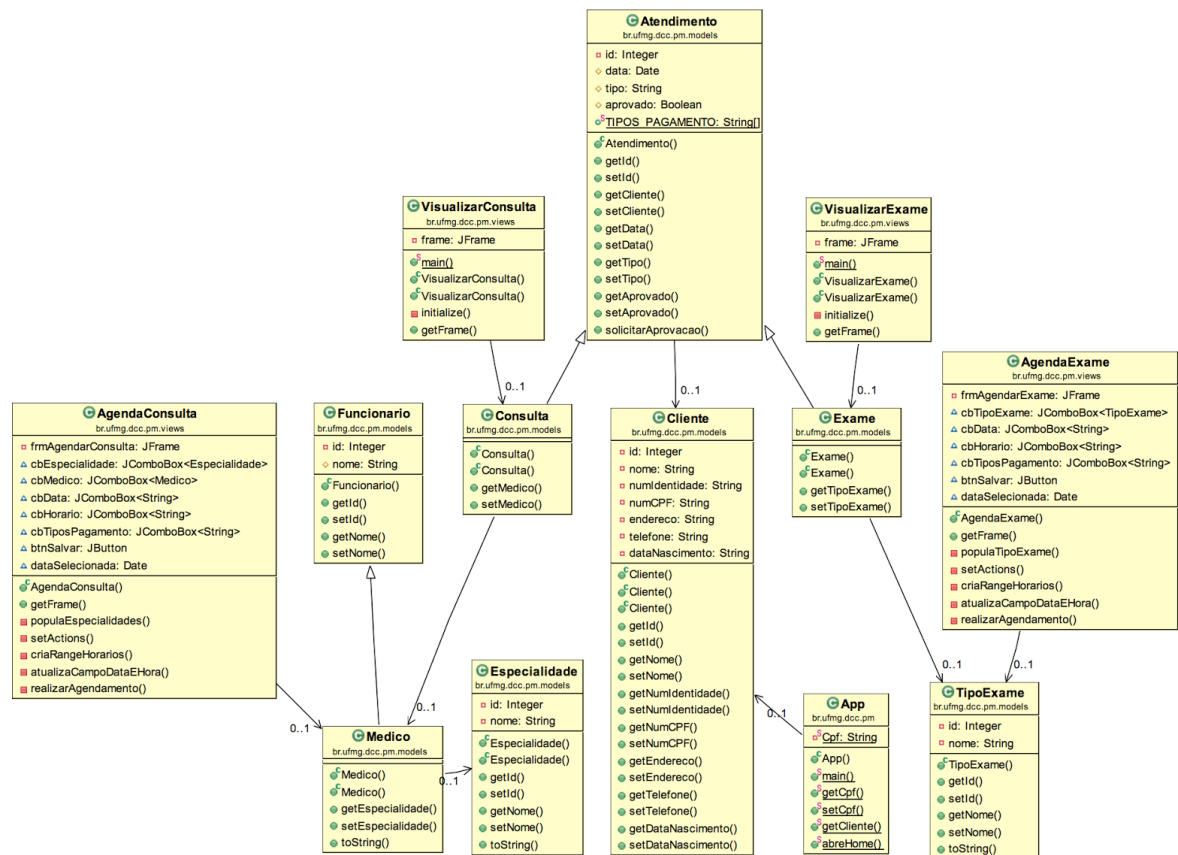 Atendimento
br.ufmg.dcc.pm.models
id: Integer
data: Date
tipo: String
aprovado: Boolean
TIPOS_PAGAMENTO: String[]
Atendimento()
getId()
setId()
getCliente()
setCliente()
getData()
setData()
getTipo()
setTipo()
getAprovado()
setAprovado()
solicitarAprovacao()
VisualizarConsulta
br.ufmg.dcc.pm.views
frame: JFrame
main()
VisualizarConsulta()
VisualizarConsulta()
initialize()
getFrame()
0..1
VisualizarExame
br.ufmg.dcc.pm.views
frame: JFrame
main()
VisualizarExame()
VisualizarExame()
initialize()
getFrame()
0..1
0..1
AgendaConsulta
br.ufmg.dcc.pm.views
frmAgendarConsulta: JFrame
cbEspecialidade: JComboBox<Especialidade>
cbMedico: JComboBox<Medico>
cbData: JComboBox<String>
cbHorario: JComboBox<String>
cbTiposPagamento: JComboBox<String>
btnSalvar: JButton
dataSelecionada: Date
AgendaConsulta()
getFrame()
populaEspecialidades()
setActions()
criaRangeHorarios()
atualizaCampoDataEHora()
realizarAgendamento()
0..1
Funcionario
br.ufmg.dcc.pm.models
id: Integer
nome: String
Funcionario()
getId()
setId()
getNome()
setNome()
Consulta
br.ufmg.dcc.pm.models
Consulta()
Consulta()
getMedico()
setMedico()
0..1
Cliente
br.ufmg.dcc.pm.models
id: Integer
nome: String
numIdentidade: String
numCPF: String
endereco: String
telefone: String
dataNascimento: String
Cliente()
Cliente()
Cliente()
getId()
setId()
getNome()
setNome()
getNumIdentidade()
setNumIdentidade()
getNumCPF()
setNumCPF()
getEndereco()
setEndereco()
getTelefone()
setTelefone()
getDataNascimento()
setDataNascimento()
Exame
br.ufmg.dcc.pm.models
Exame()
Exame()
getTipoExame()
setTipoExame()
0..1
AgendaExame
br.ufmg.dcc.pm.views
frmAgendarExame: JFrame
cbTipoExame: JComboBox<TipoExame>
cbData: JComboBox<String>
cbHorario: JComboBox<String>
cbTiposPagamento: JComboBox<String>
btnSalvar: JButton
dataSelecionada: Date
AgendaExame()
getFrame()
populaTipoExame()
setActions()
criaRangeHorarios()
atualizaCampoDataEHora()
realizarAgendamento()
0..1
Medico
br.ufmg.dcc.pm.models
Medico()
Medico()
getEspecialidade()
setEspecialidade()
toString()
0..1
Especialidade
br.ufmg.dcc.pm.models
id: Integer
nome: String
Especialidade()
Especialidade()
getId()
setId()
getNome()
setNome()
toString()
0..1
App
br.ufmg.dcc.pm
Cpf: String
App()
main()
getCpf()
setCpf()
getCliente()
abreHome()
TipoExame
br.ufmg.dcc.pm.models
id: Integer
nome: String
TipoExame()
getId()
setId()
getNome()
setNome()
toString()